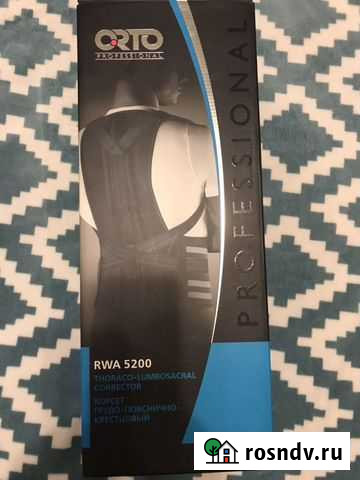 ORTO
PROFESSIONAL
PROFESSIONAL
RWA 5200
THORACO-LUMBOSACRAL
CORRECTOR
КОРСЕТ
ГРУДО-ПОЯСНИЧНО-
КРЕСТЦОВЫЙ
rosndv.ru